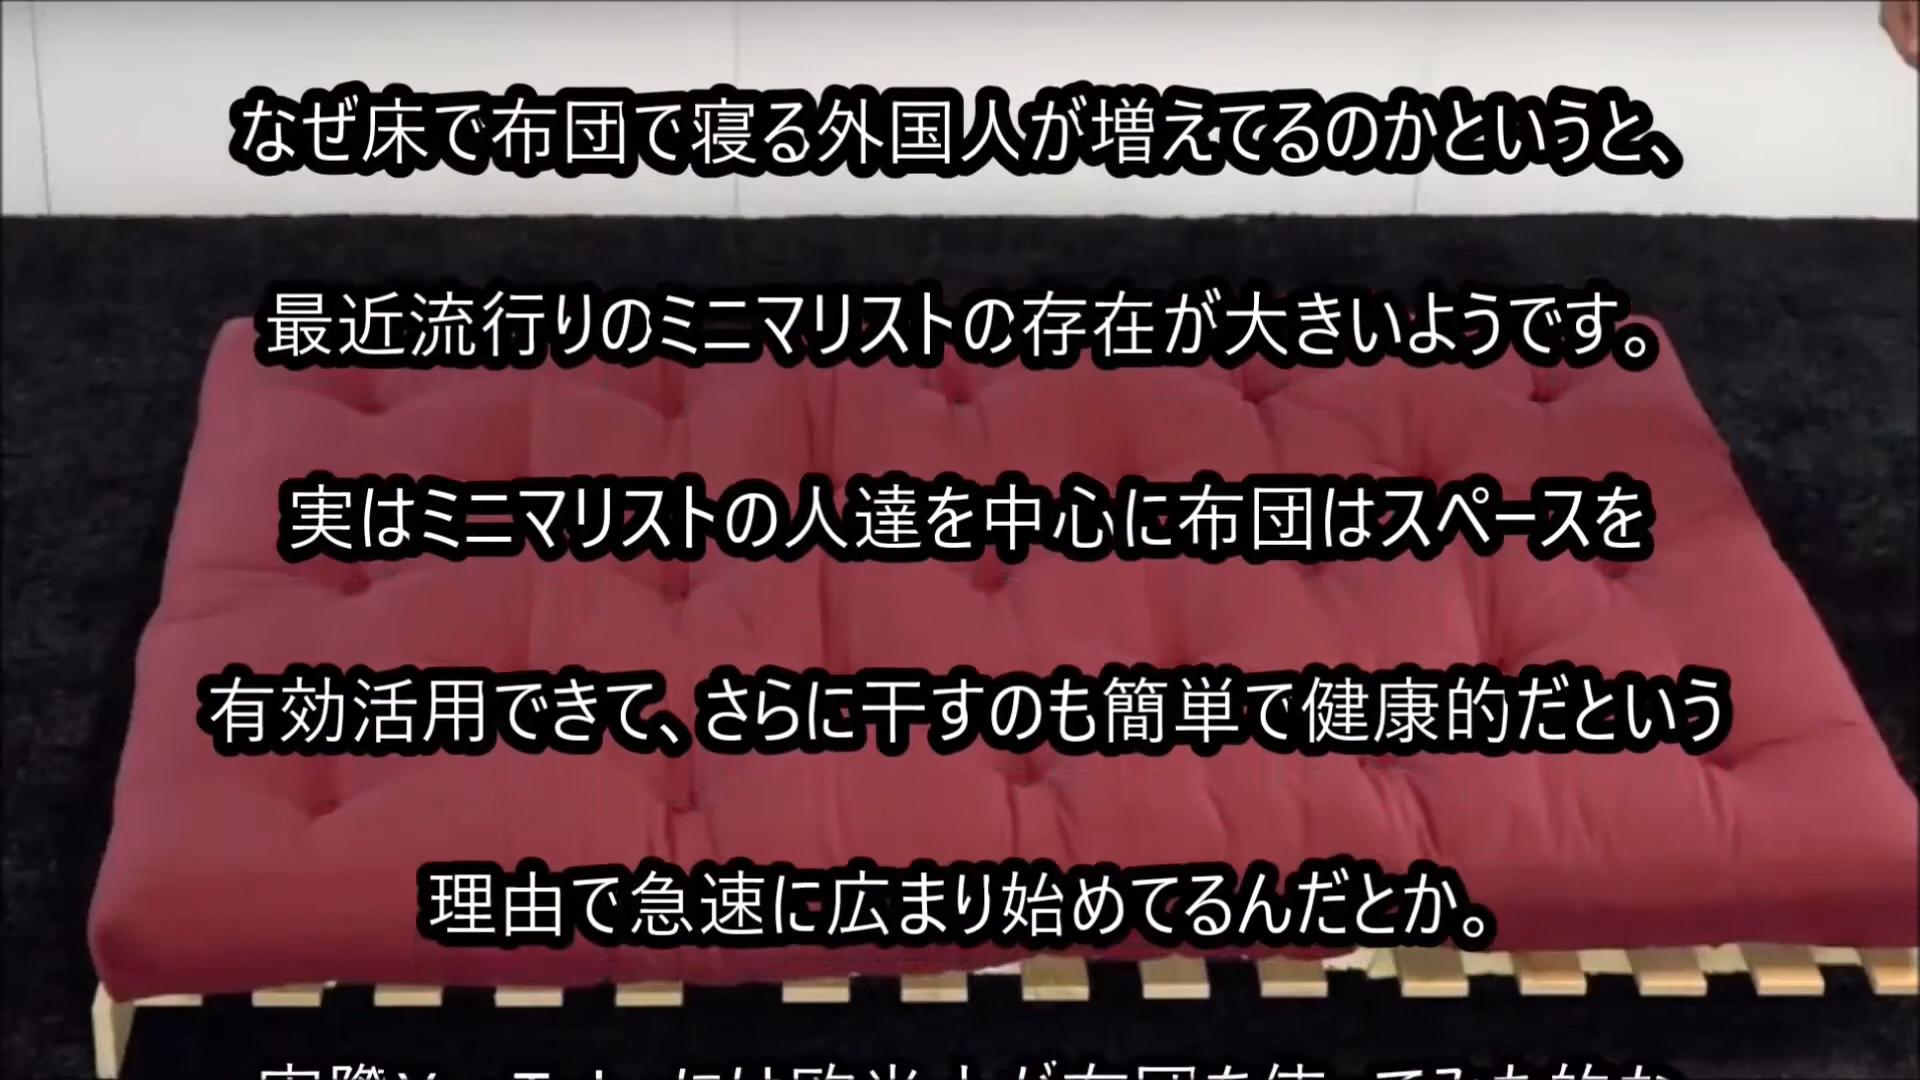 なぜ床で布団で寝る外国人が増えてるのかというと、
最近流行りのミニマリストの存在が大きいようです。
実はミニマリストの人達を中心に布団はスペースを
有効活用できて、さらに干すのも簡単で健康的だという
理由で急速に広まり始めてるんだとか。